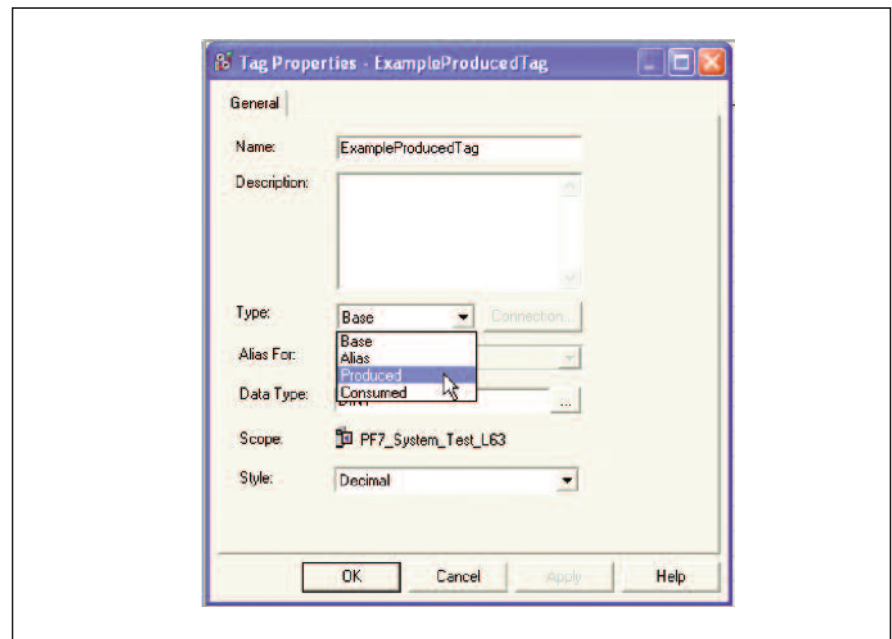 Tag Properties - ExampleProducedTag
General
Name: ExampleProducedTag
Description:
Type: Base Connection...
Base
Alias
Alias For:
Produced
Data Type: Consumed ...
Scope: PF7_System_Test_L63
Style: Decimal
OK Cancel Apply Help